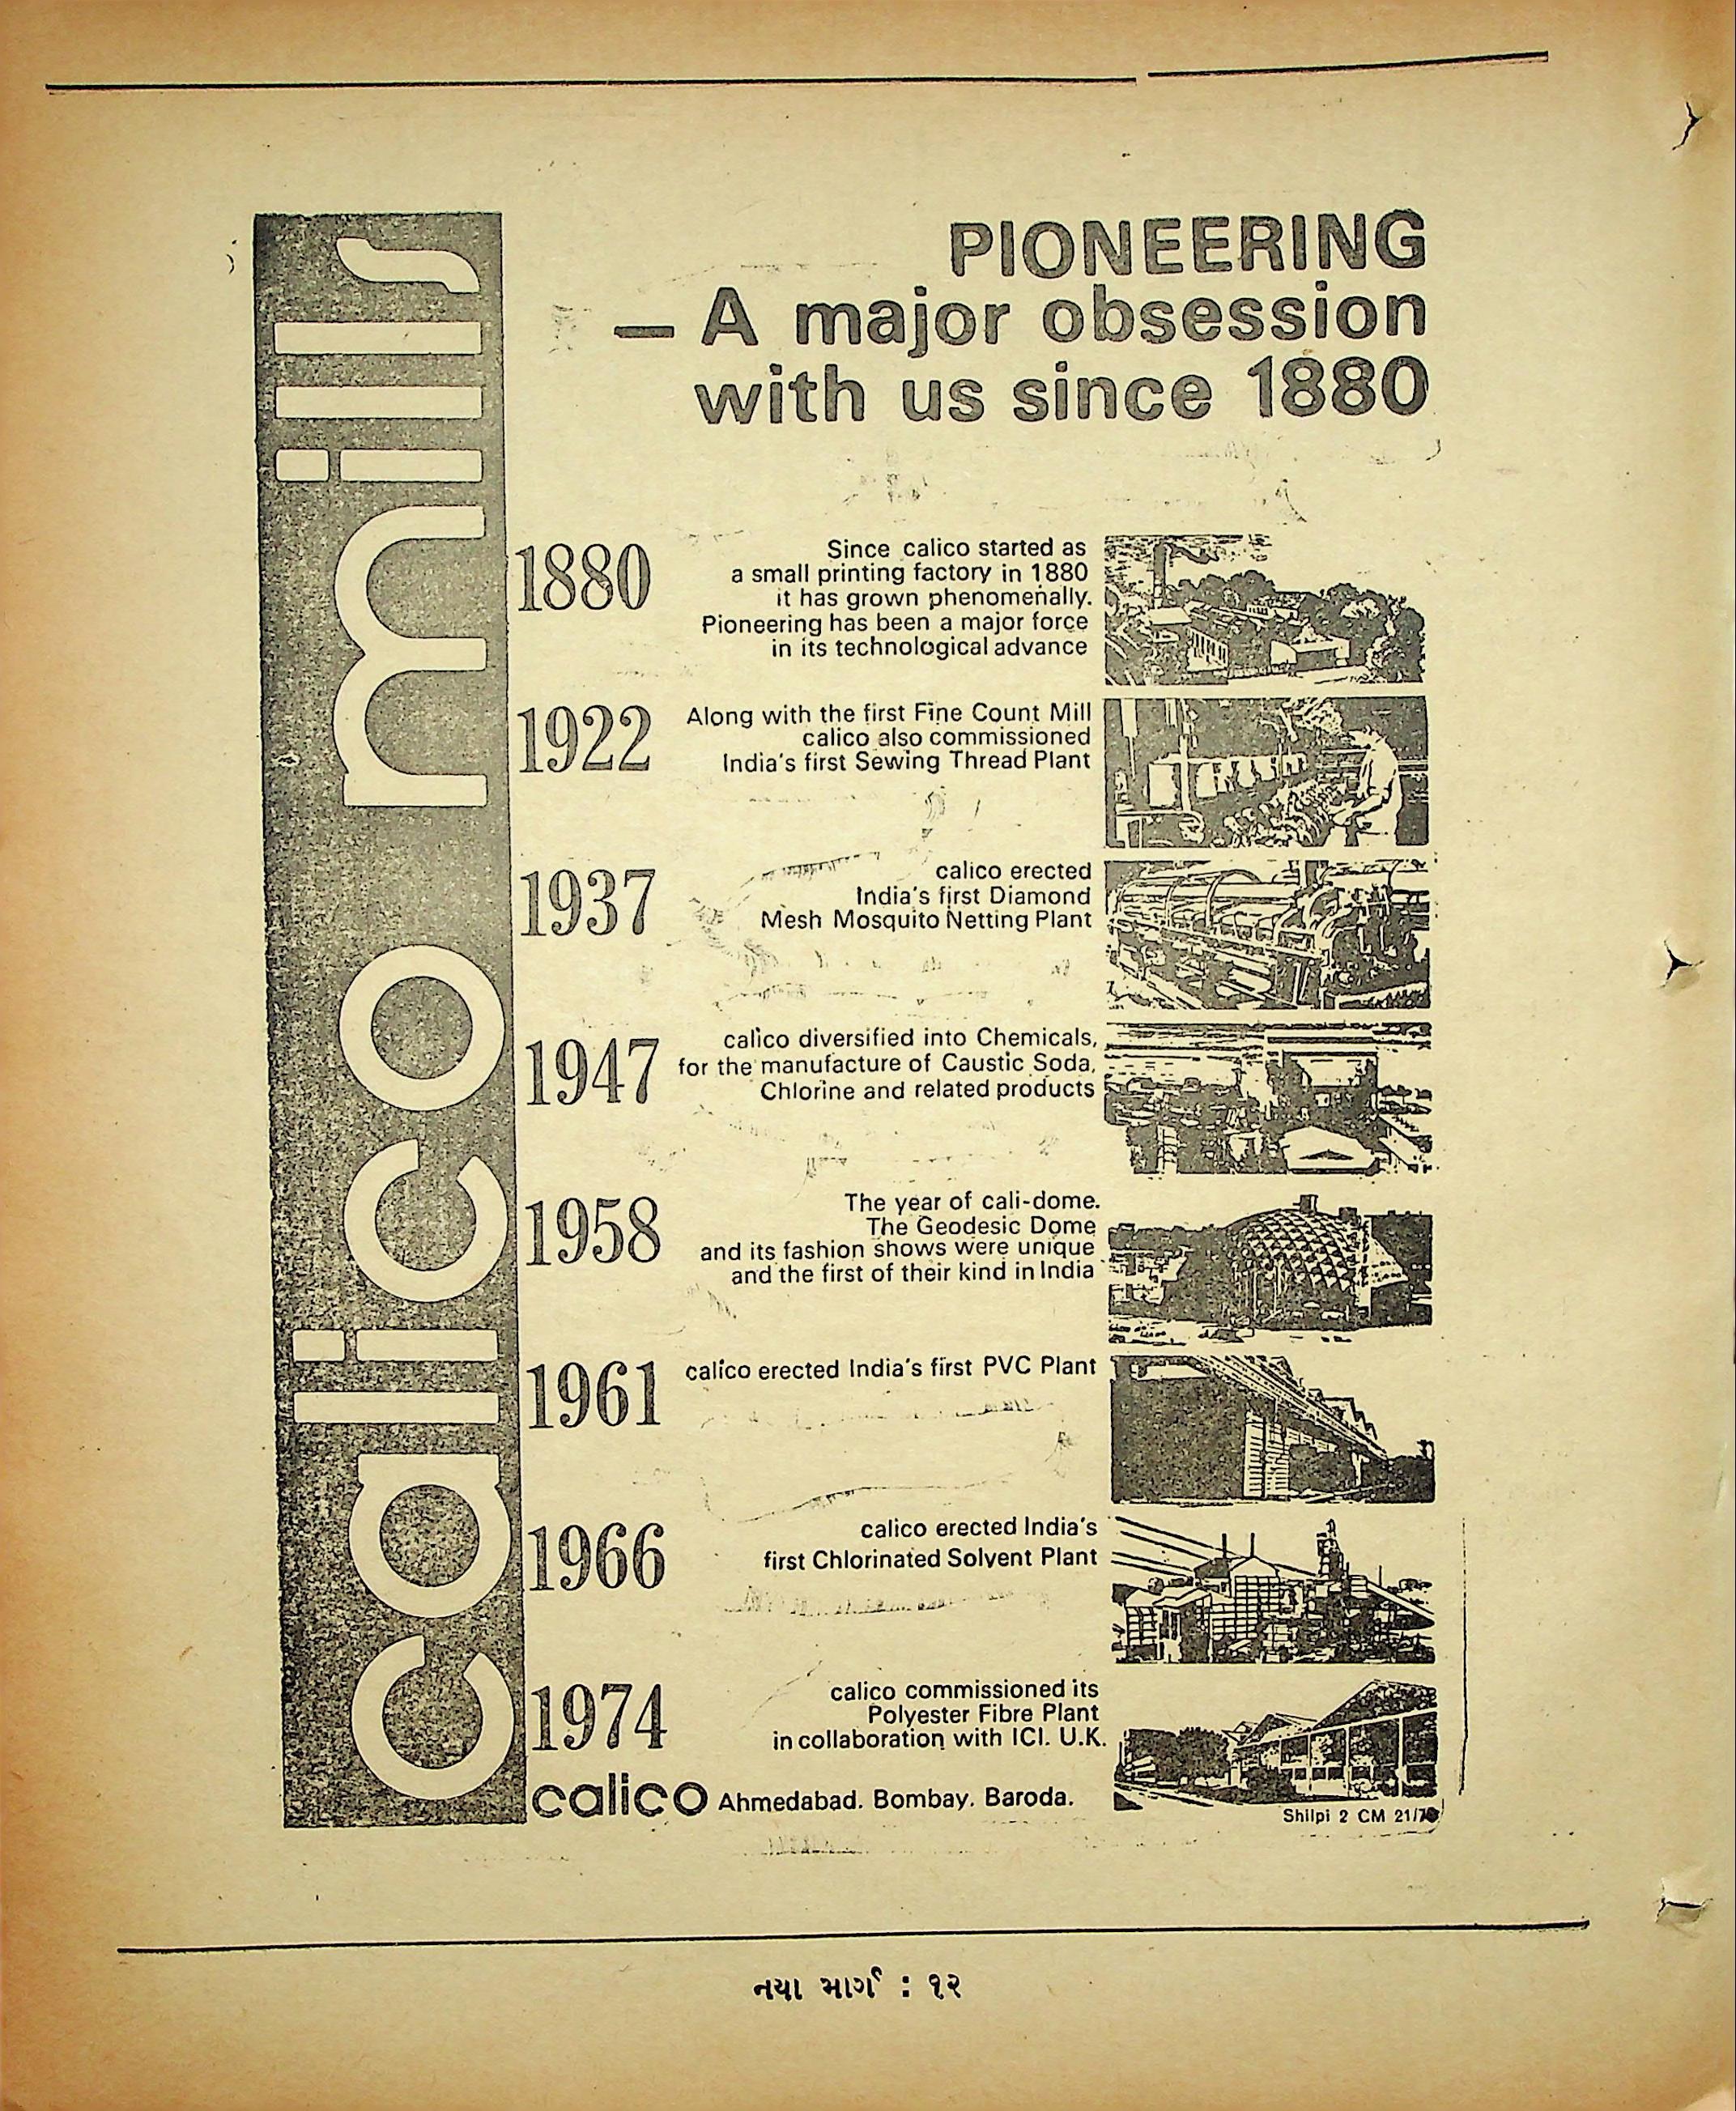 calico mills
PIONEERING
– A major obsession
with us since 1880
1880
Since calico started as
a small printing factory in 1880
it has grown phenomenally.
Pioneering has been a major force
in its technological advance
1922
Along with the first Fine Count Mill
calico also commissioned
India's first Sewing Thread Plant
1937
calico erected
India's first Diamond
Mesh Mosquito Netting Plant
1947
calico diversified into Chemicals,
for the manufacture of Caustic Soda,
Chlorine and related products
1958
The year of cali-dome.
The Geodesic Dome
and its fashion shows were unique
and the first of their kind in India
1961
calico erected India's first PVC Plant
1966
calico erected India's
first Chlorinated Solvent Plant
1974
calico commissioned its
Polyester Fibre Plant
in collaboration with ICI. U.K.
calico Ahmedabad. Bombay. Baroda.
Shilpi 2 CM
નયા માર્ગ : ૧૨